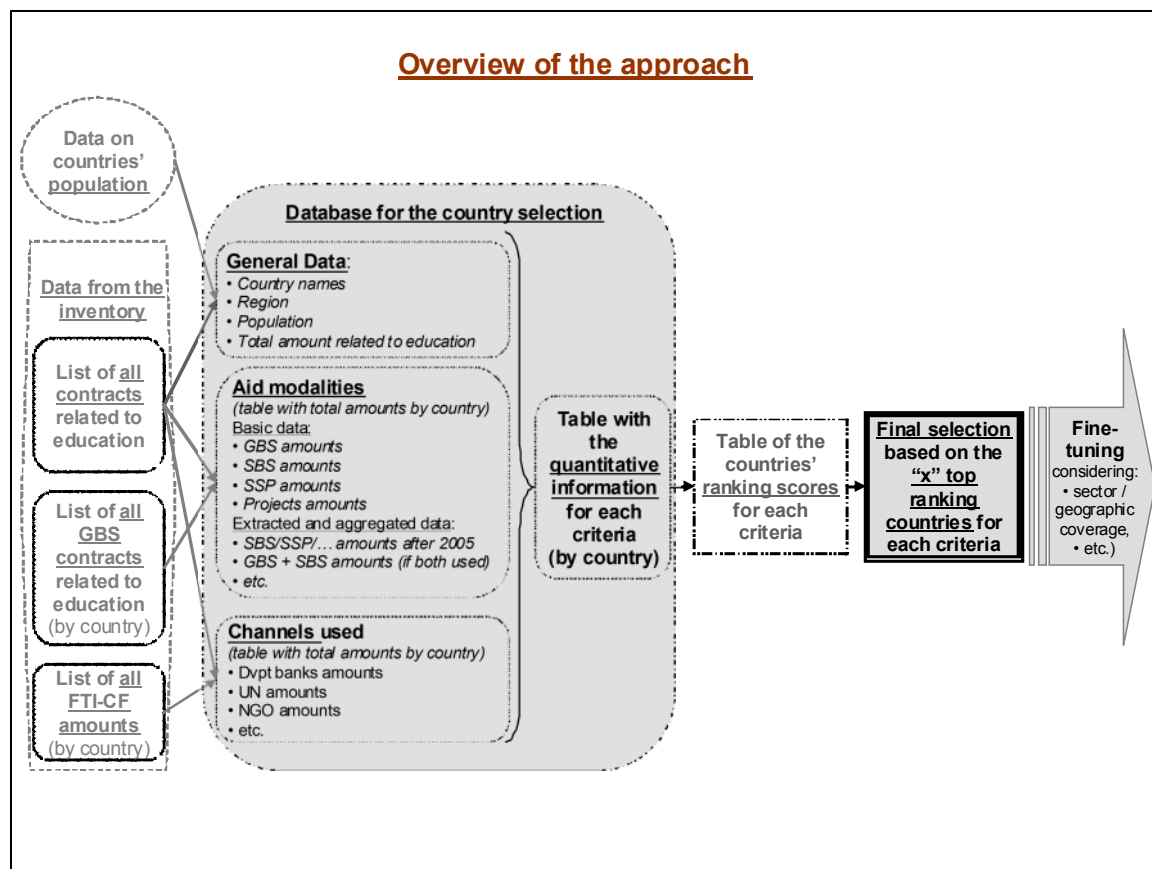 Overview of the approach
Data on
countries'
population
Data from the
inventory
List of all
contracts
related to
education
List of all
GBS
contracts
related to
education
(by country)
List of all
FTI-CF
amounts
(by country)
Database for the country selection
General Data:
• Country names
• Region
• Population
• Total amount related to education
Aid modalities
(table with total amounts by country)
Basic data:
• GBS amounts
• SBS amounts
• SSP amounts
• Projects amounts
Extracted and aggregated data:
• SBS/SSP/... amounts after 2005
• GBS + SBS amounts (if both used)
• etc.
Channels used
(table with total amounts by country)
• Dvpt banks amounts
• UN amounts
• NGO amounts
• etc.
Table with
the
quantitative
information
for each
criteria
(by country)
Table of the
countries'
ranking scores
for each
criteria
Final selection
based on the
“x” top
ranking
countries for
each criteria
Fine-
tuning
considering:
• sector /
geographic
coverage,
• etc.)